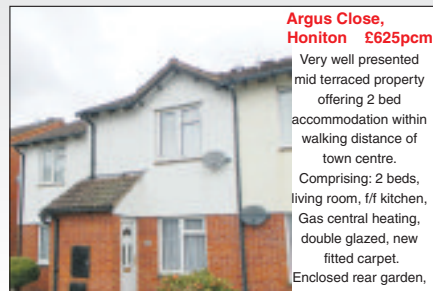 Argus Close,
Honiton £625pcm
Very well presented
mid terraced property
offering 2 bed
accommodation within
walking distance of
town centre.
Comprising: 2 beds,
living room, f/f kitchen,
Gas central heating,
double glazed, new
fitted carpet.
Enclosed rear garden,